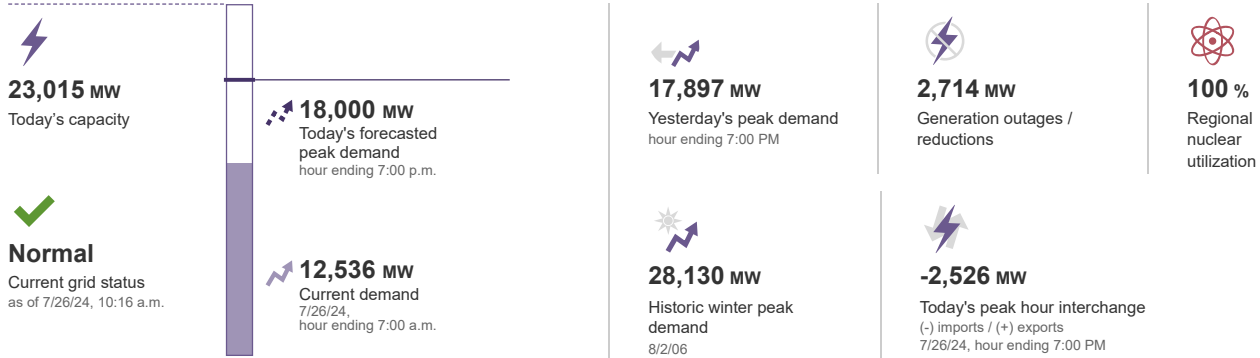 23,015 MW
Today's capacity
Normal
Current grid status
as of 7/26/24, 10:16 a.m.
18,000 MW
Today's forecasted
peak demand
hour ending 7:00 p.m.
12,536 MW
Current demand
7/26/24,
hour ending 7:00 a.m.
17,897 MW
Yesterday's peak demand
hour ending 7:00 PM
2,714 MW
Generation outages /
reductions
100 %
Regional
nuclear
utilization
28,130 MW
Historic winter peak
demand
8/2/06
-2,526 MW
Today's peak hour interchange
(-) imports / (+) exports
7/26/24, hour ending 7:00 PM